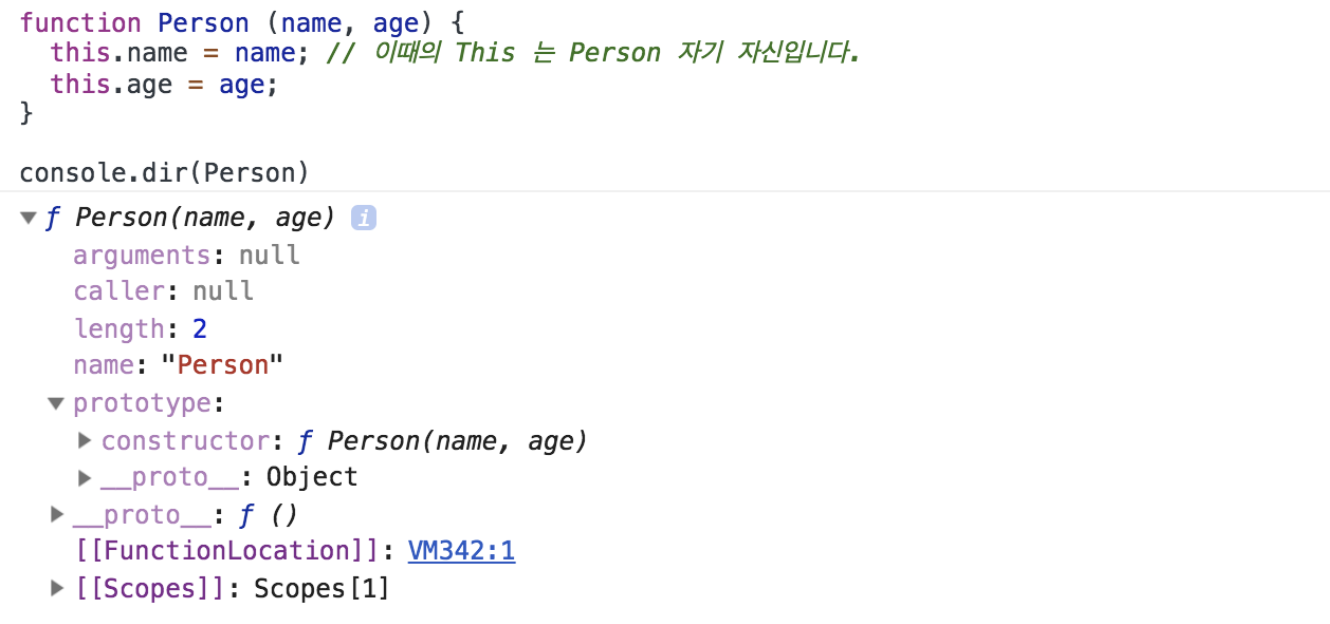 function Person (name, age) {
this.name = name; // 이때의 This 는 Person 자기 자신입니다.
this.age = age;
}
console.dir(Person)
▼ ƒ Person(name, age) i
arguments: null
caller: null
length: 2
name: "Person"
▼ prototype:
▶ constructor: ƒ Person(name, age)
▶ __proto__: Object
▶ __proto__: ƒ ()
[[FunctionLocation]]: VM342:1
▶ [[Scopes]]: Scopes[1]